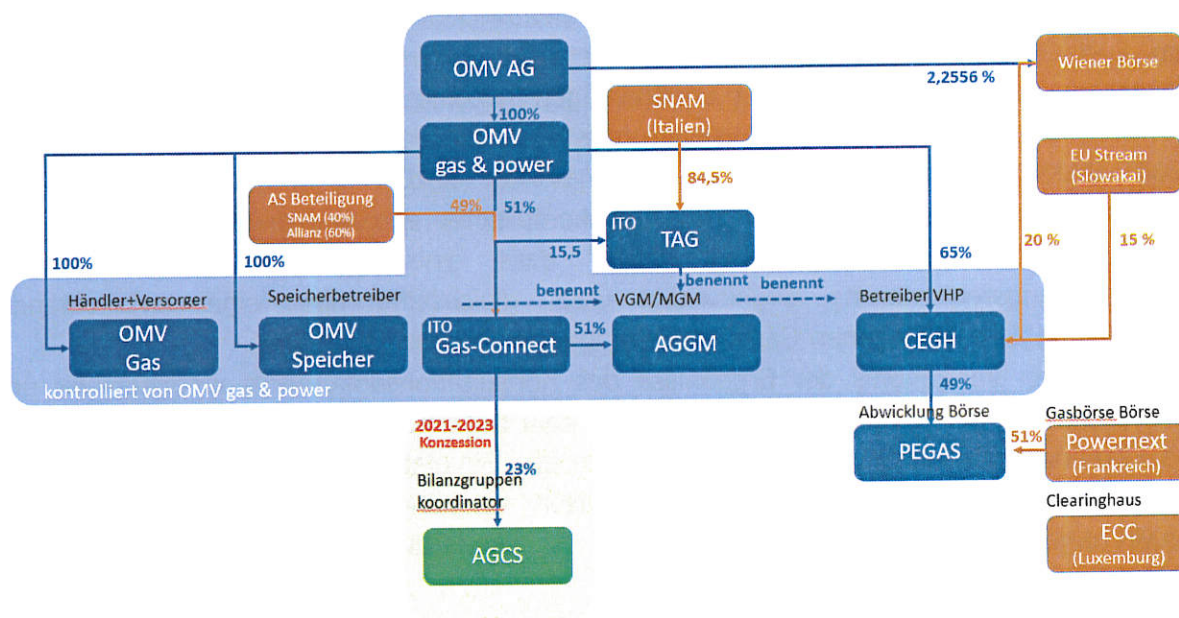 OMV AG
2,2556 %
Wiener Börse
100%
SNAM
(Italien)
OMV
gas & power
EU Stream
(Slowakai)
AS Beteiligung
SNAM (40%)
Allianz (60%)
49%
51%
84,5%
ITO
TAG
15,5
20 %
15 %
100%
100%
65%
Händler+Versorger
Speicherbetreiber
benennt
VGM/MGM
benennt
benennt
Betreiber VHP
OMV
Gas
OMV
Speicher
ITO
Gas-Connect
51%
AGGM
CEGH
kontrolliert von OMV gas & power
49%
2021-2023
Konzession
Abwicklung Börse
Gasbörse Börse
23%
PEGAS
51%
Powernext
(Frankreich)
Bilanzgruppen
koordinator
Clearinghaus
AGCS
ECC
(Luxemburg)